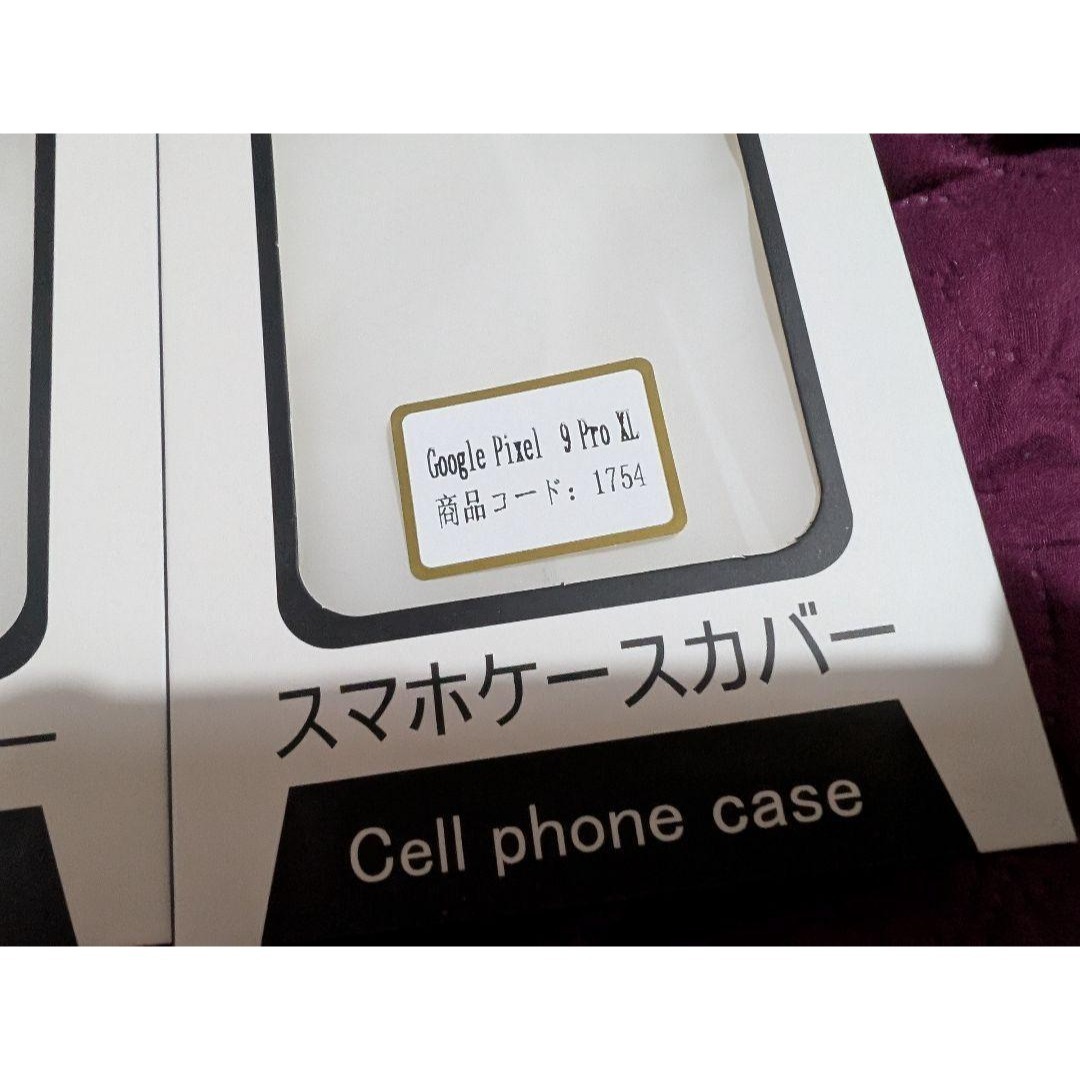 Google Pixel 9 Pro XL
商品コード: 1754
スマホケースカバー
Cell phone case
ー